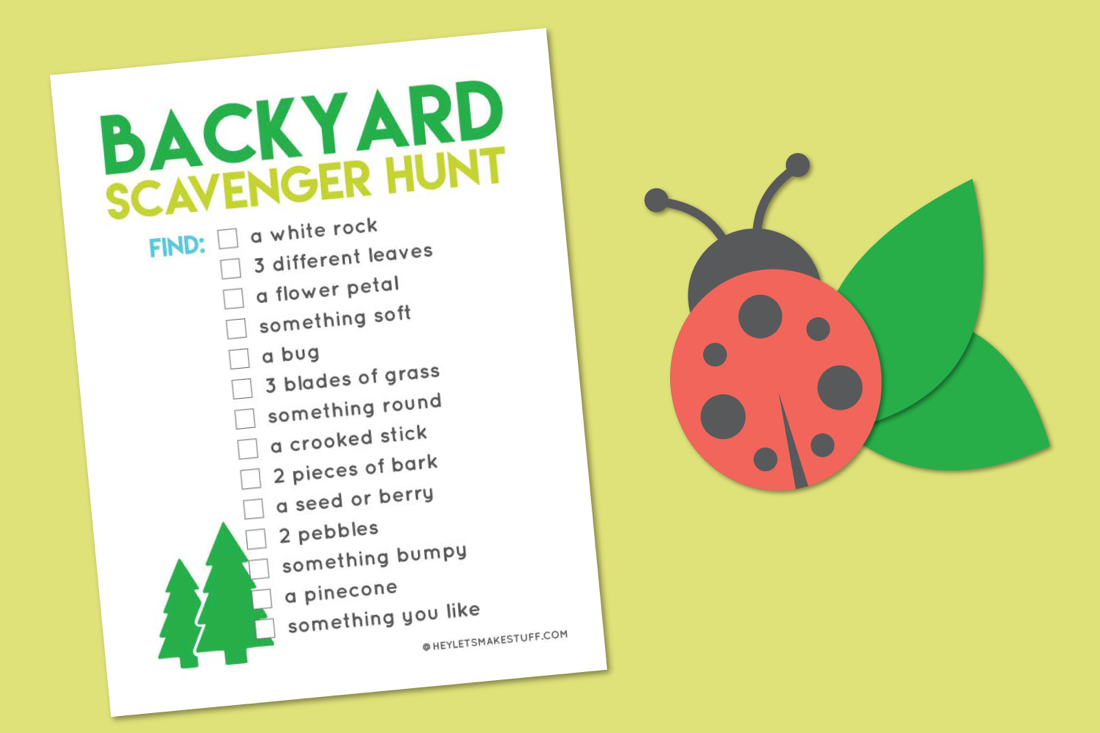 BACKYARD
SCAVENGER HUNT
FIND:
a white rock
3 different leaves
a flower petal
something soft
a bug
3 blades of grass
something round
a crooked stick
2 pieces of bark
a seed or berry
2 pebbles
something bumpy
a pinecone
something you like
@HEYLETSMAKESTUFF.COM